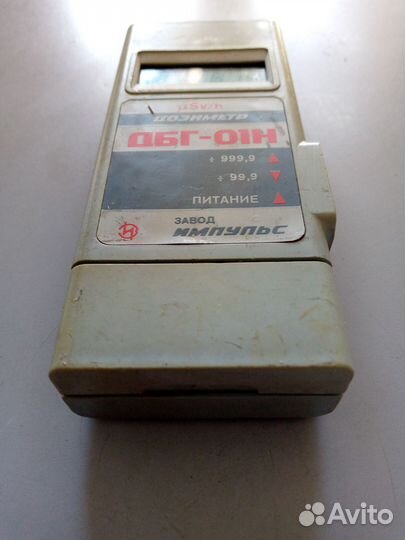 μSv/h
ДОЗИМЕТР
ДБГ-01Н
÷ 999,9 ▲
÷ 99,9 ▼
ПИТАНИЕ ▲
ЗАВОД
ИМПУЛЬС
Avito